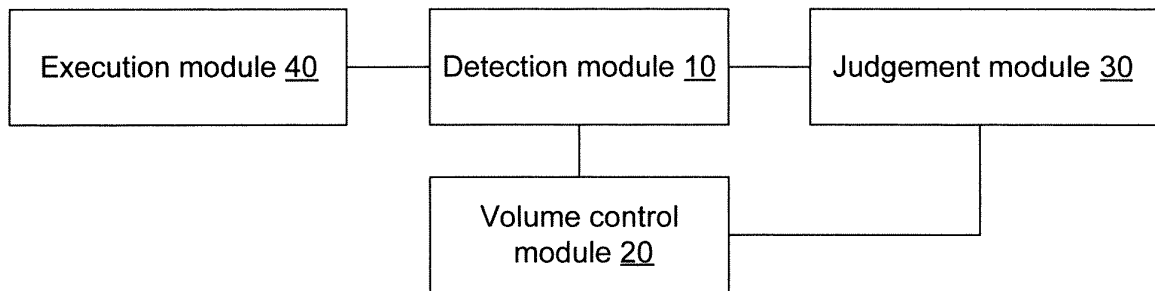 Execution module 40
Detection module 10
Judgement module 30
Volume control
module 20